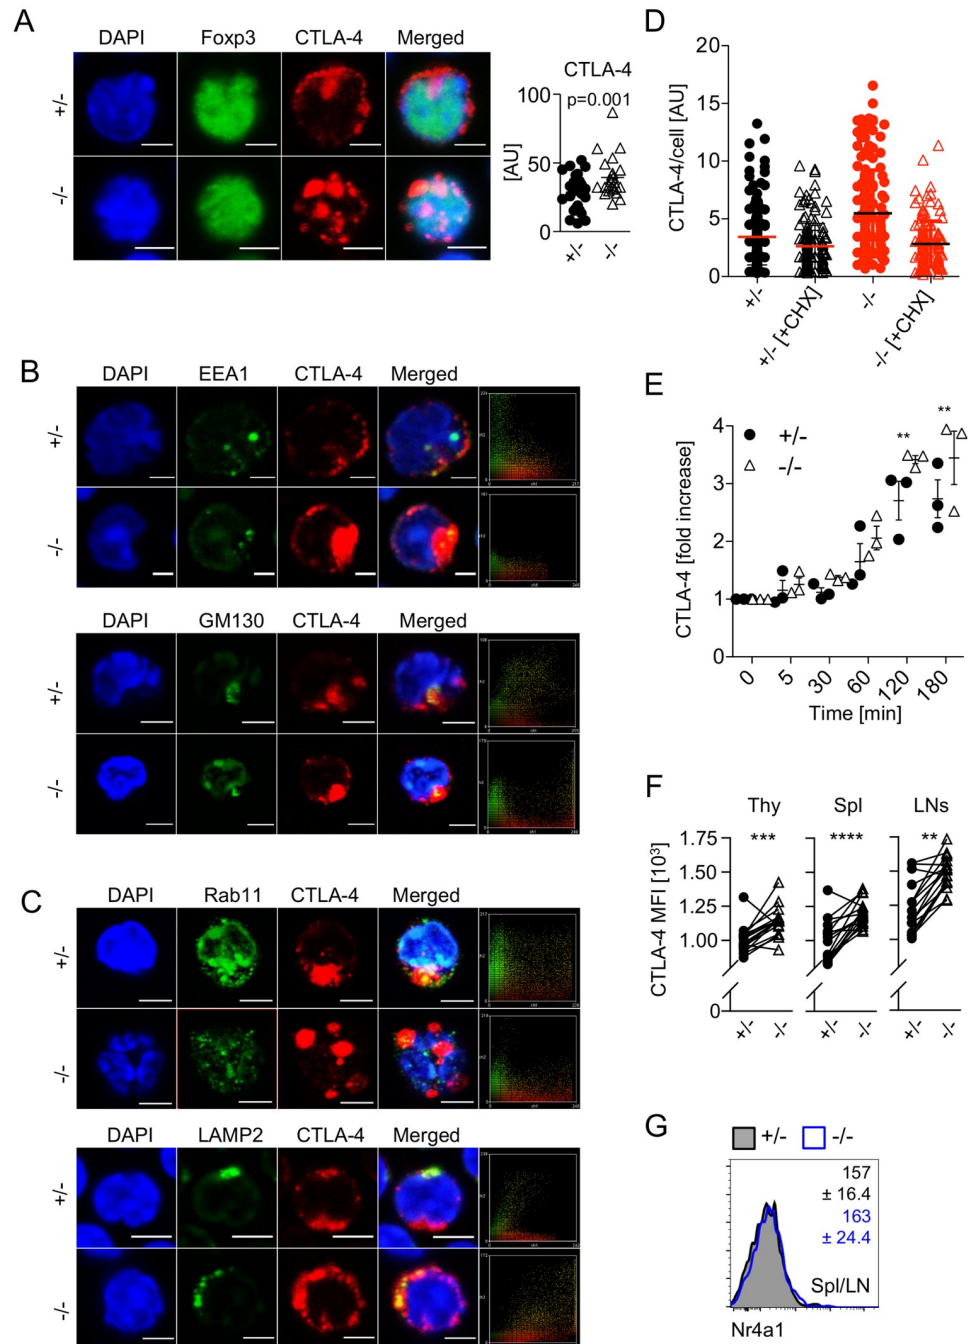 A
DAPI Foxp3 CTLA-4 Merged
+/-
-/-
CTLA-4
p=0.001
100
50
0
[AU]
+/- -/-
B
DAPI EEA1 CTLA-4 Merged
+/-
-/-
DAPI GM130 CTLA-4 Merged
+/-
-/-
C
DAPI Rab11 CTLA-4 Merged
+/-
-/-
DAPI LAMP2 CTLA-4 Merged
+/-
-/-
D
CTLA-4/cell [AU]
20
15
10
5
0
+/-
+/- [+CHX]
-/-
-/- [+CHX]
E
CTLA-4 [fold increase]
4
3
2
1
0
+/-
-/-
**
**
0 5 30 60 120 180
Time [min]
F
Thy Spl LNs
*** **** **
CTLA-4 MFI [10³]
1.75
1.50
1.25
1.00
0
+/- -/- +/- -/- +/- -/-
G
+/- -/-
157
± 16.4
163
± 24.4
Spl/LN
Nr4a1